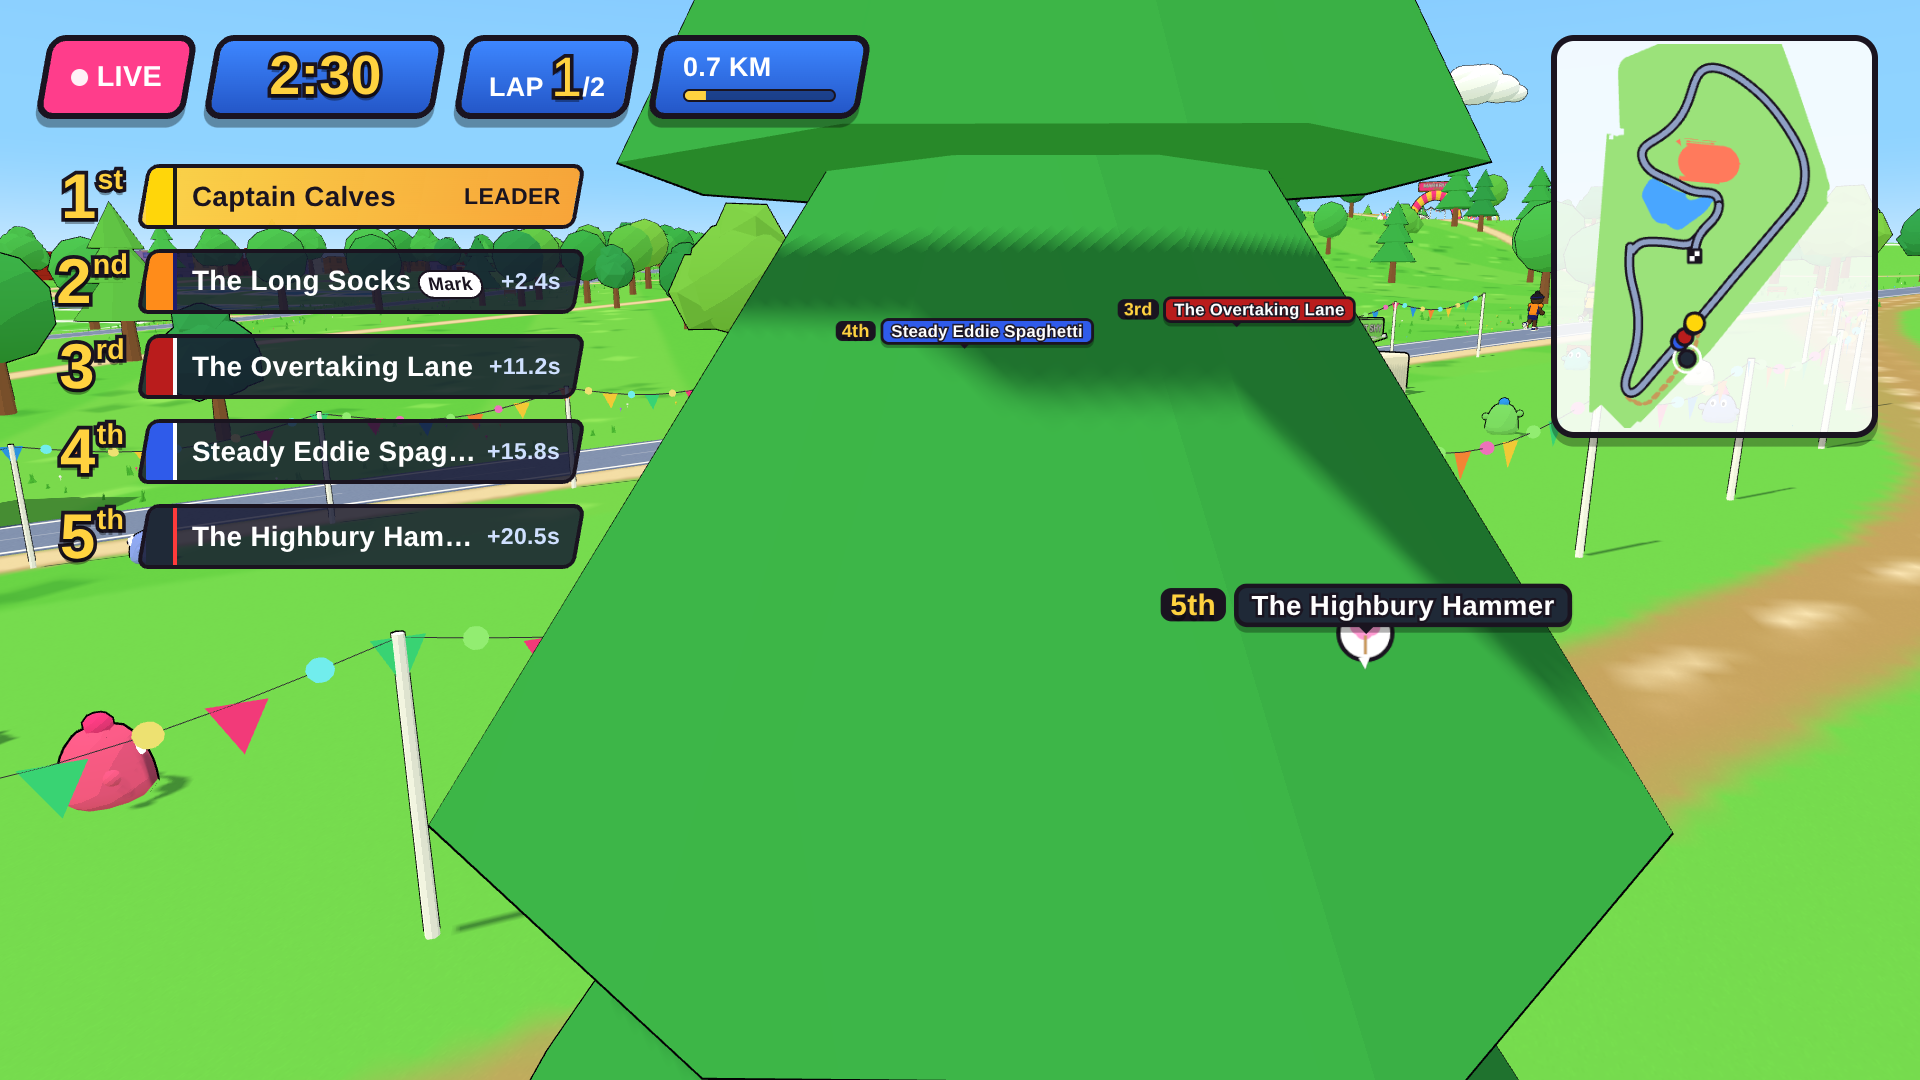 LIVE
2:30
LAP 1/2
0.7 KM
1st Captain Calves LEADER
2nd The Long Socks Mark +2.4s
3rd The Overtaking Lane +11.2s
4th Steady Eddie Spag... +15.8s
5th The Highbury Ham... +20.5s
3rd The Overtaking Lane
4th Steady Eddie Spaghetti
5th The Highbury Hammer